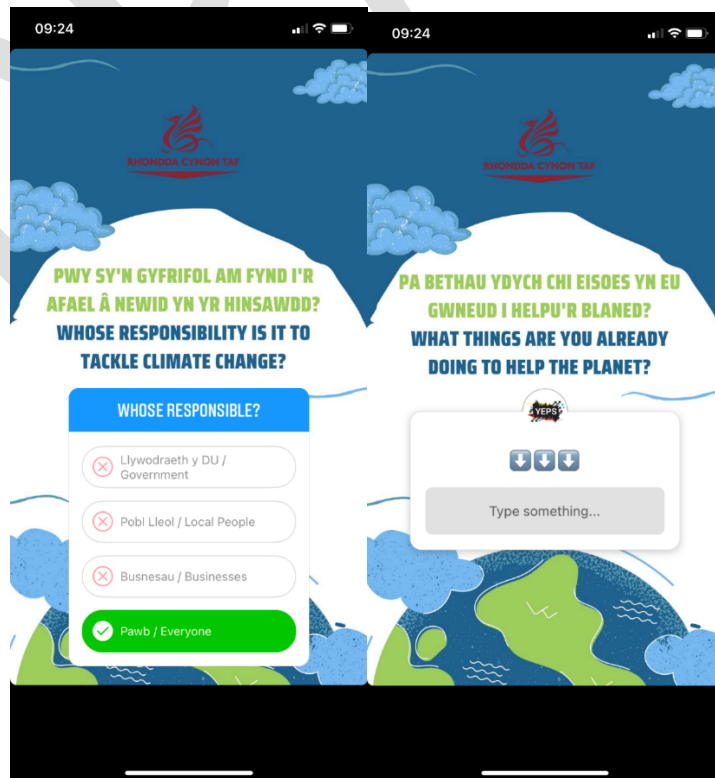 09:24
RHONDDA CYNON TAF
PWY SY'N GYFRIFOL AM FYND I'R
AFAEL Â NEWID YN YR HINSAWDD?
WHOSE RESPONSIBILITY IS IT TO
TACKLE CLIMATE CHANGE?
WHOSE RESPONSIBLE?
Llywodraeth y DU /
Government
Pobl Lleol / Local People
Busnesau / Businesses
Pawb / Everyone
09:24
RHONDDA CYNON TAF
PA BETHAU YDYCH CHI EISOES YN EU
GWNEUD I HELPU'R BLANED?
WHAT THINGS ARE YOU ALREADY
DOING TO HELP THE PLANET?
YEPS
Type something...